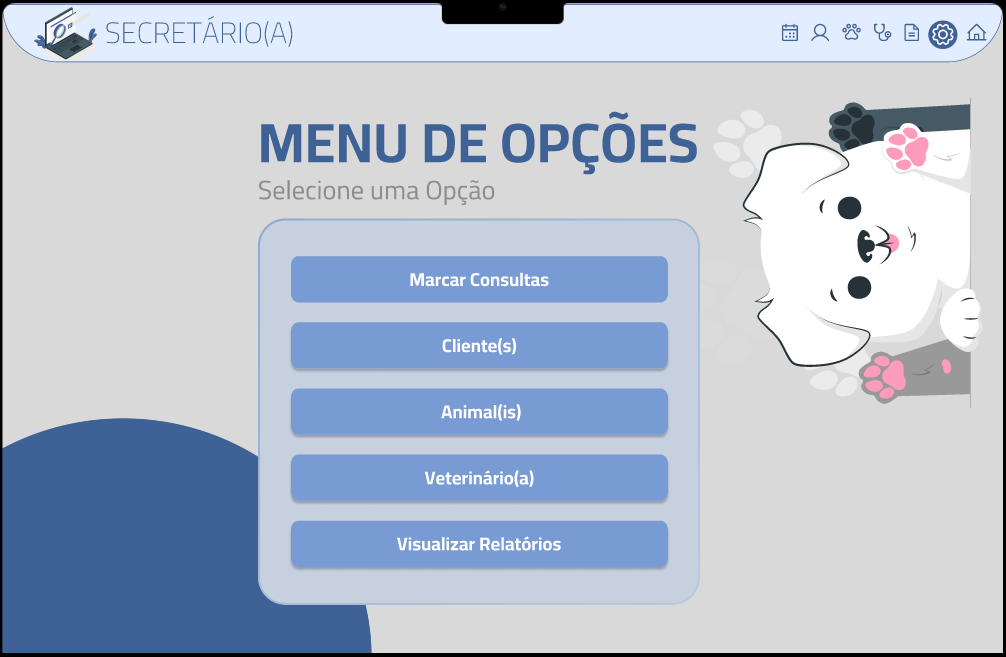 SECRETÁRIO(A)
MENU DE OPÇÕES
Selecione uma Opção
Marcar Consultas
Cliente(s)
Animal(is)
Veterinário(a)
Visualizar Relatórios